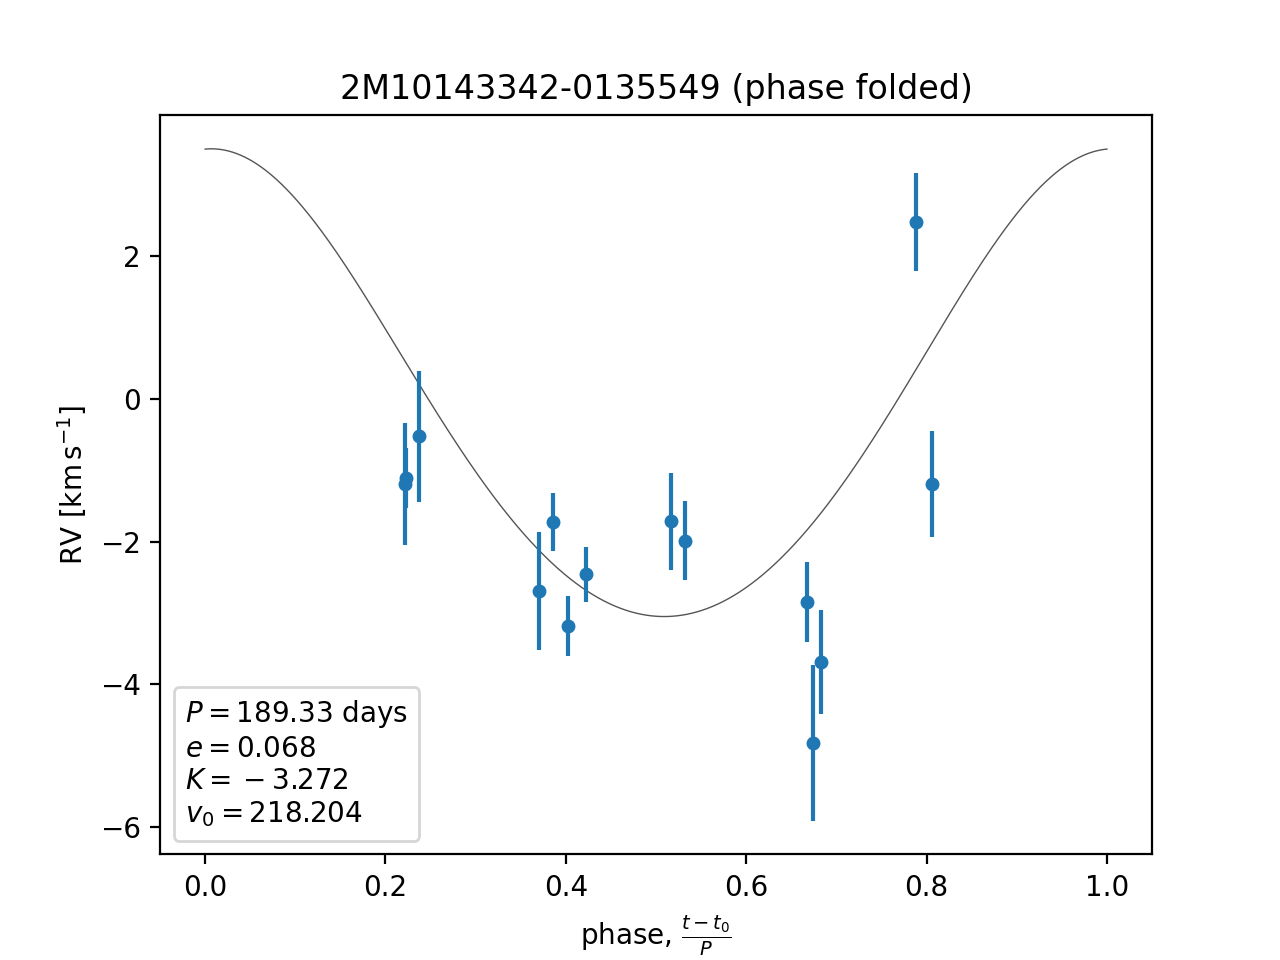 2M10143342-0135549 (phase folded)
RV [km s⁻¹]
2
0
−2
−4
−6
P = 189.33 days
e = 0.068
K = −3.272
v₀ = 218.204
0.0 0.2 0.4 0.6 0.8 1.0
phase, (t − t₀)/P